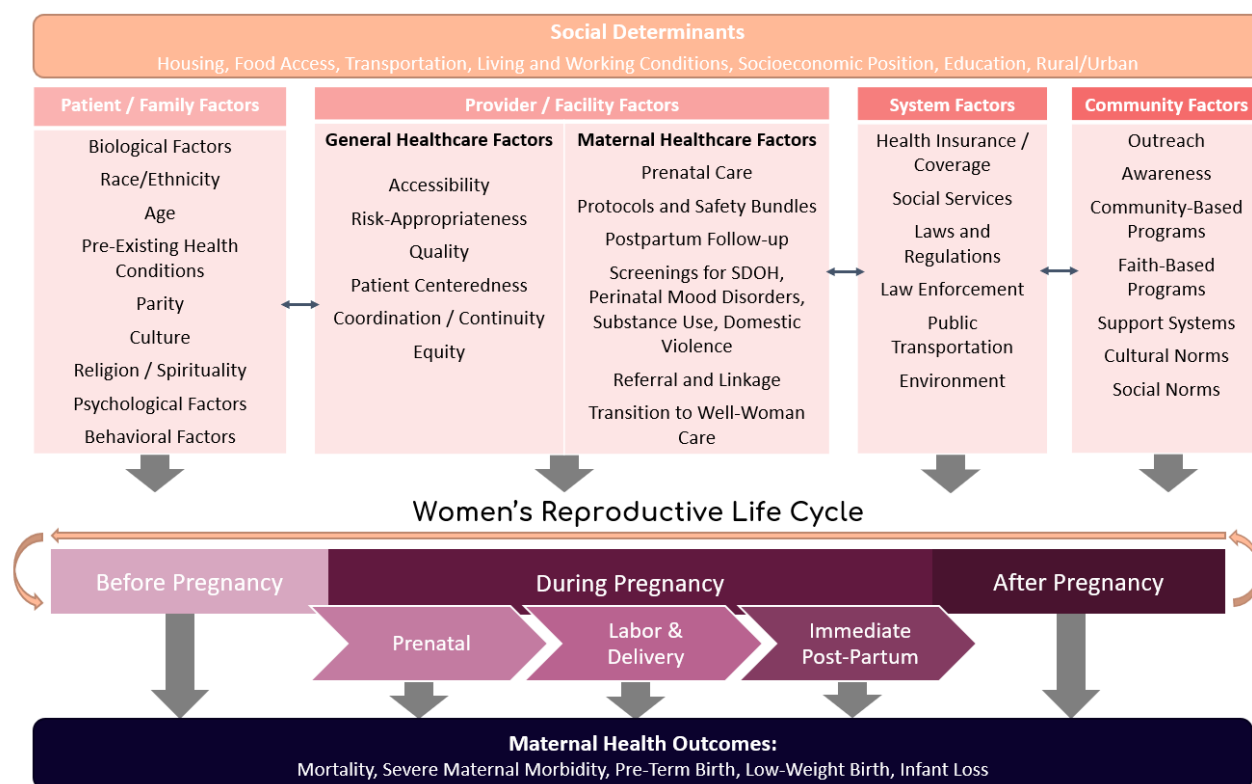 Social Determinants
Housing, Food Access, Transportation, Living and Working Conditions, Socioeconomic Position, Education, Rural/Urban
Patient / Family Factors
Biological Factors
Race/Ethnicity
Age
Pre-Existing Health
Conditions
Parity
Culture
Religion / Spirituality
Psychological Factors
Behavioral Factors
Provider / Facility Factors
General Healthcare Factors
Accessibility
Risk-Appropriateness
Quality
Patient Centeredness
Coordination / Continuity
Equity
Maternal Healthcare Factors
Prenatal Care
Protocols and Safety Bundles
Postpartum Follow-up
Screenings for SDOH,
Perinatal Mood Disorders,
Substance Use, Domestic
Violence
Referral and Linkage
Transition to Well-Woman
Care
System Factors
Health Insurance /
Coverage
Social Services
Laws and
Regulations
Law Enforcement
Public
Transportation
Environment
Community Factors
Outreach
Awareness
Community-Based
Programs
Faith-Based
Programs
Support Systems
Cultural Norms
Social Norms
Women's Reproductive Life Cycle
Before Pregnancy
During Pregnancy
After Pregnancy
Prenatal
Labor &
Delivery
Immediate
Post-Partum
Maternal Health Outcomes:
Mortality, Severe Maternal Morbidity, Pre-Term Birth, Low-Weight Birth, Infant Loss